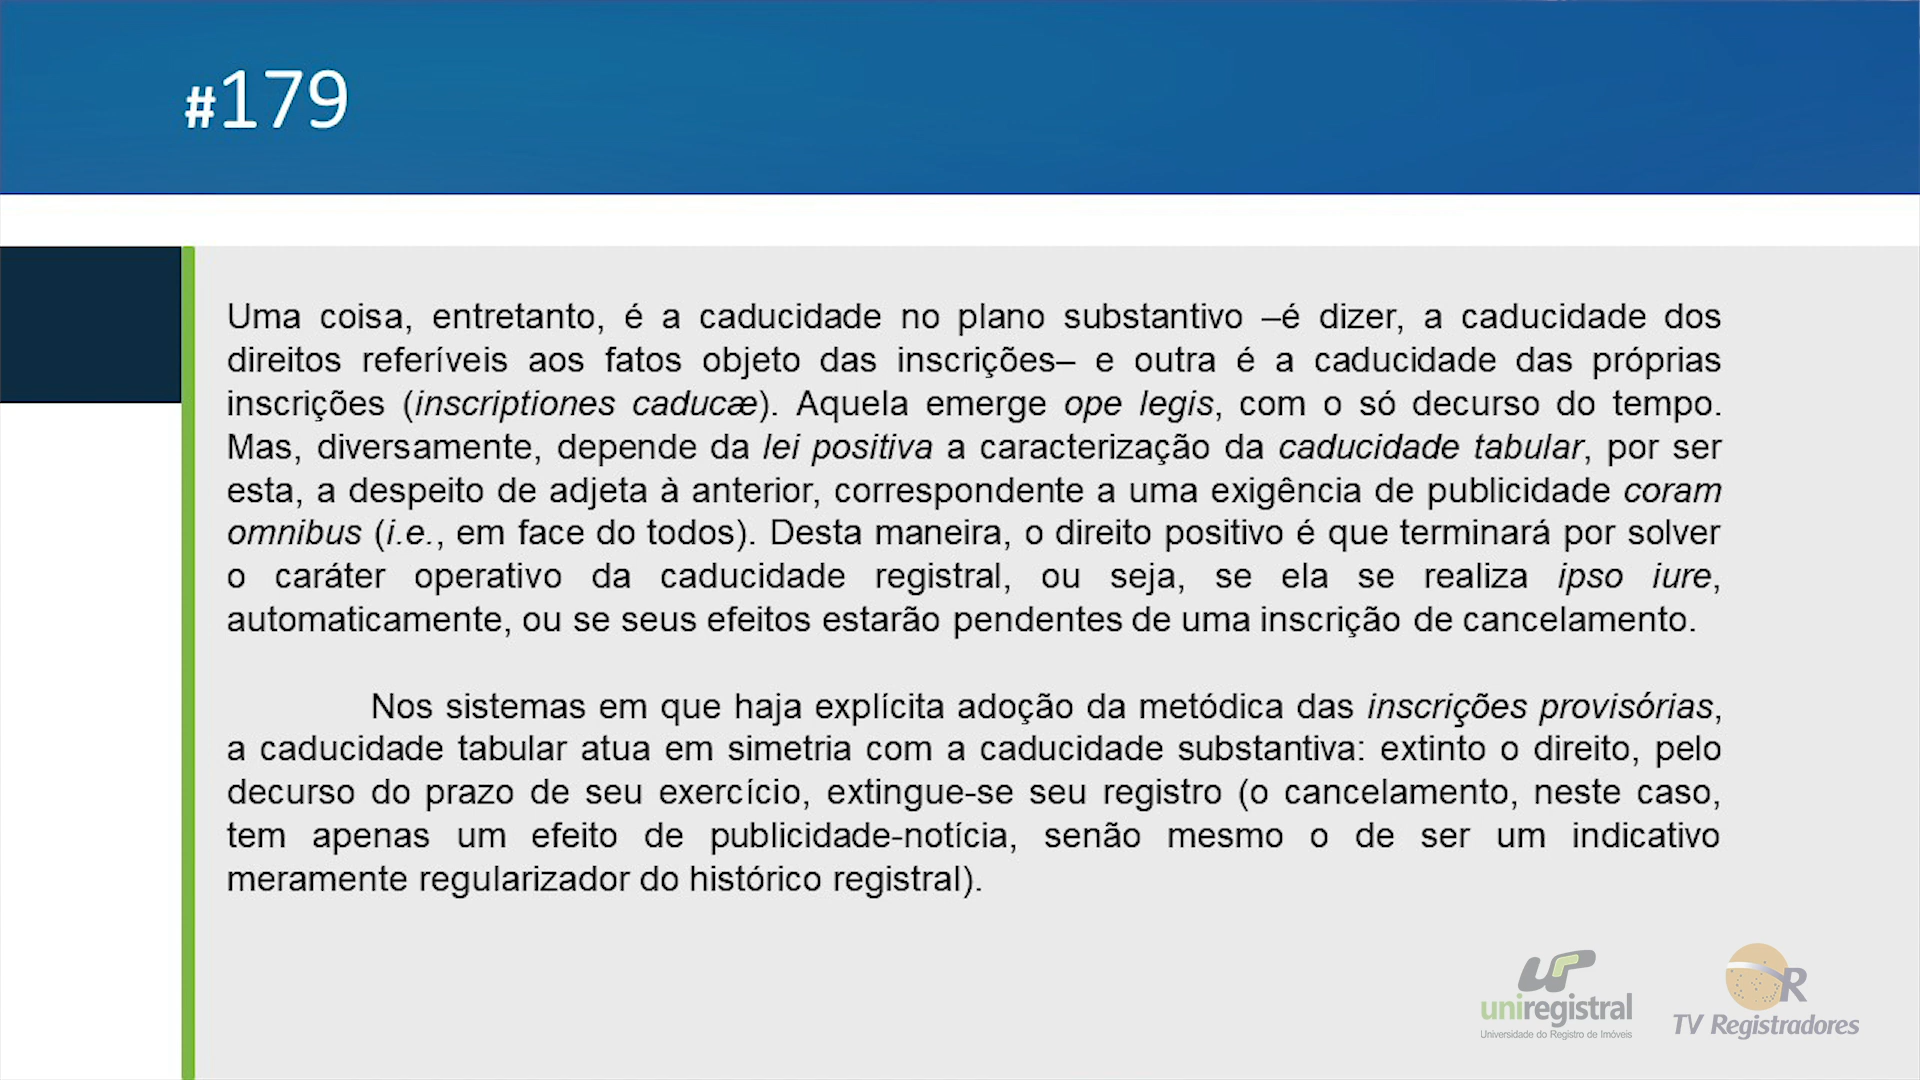 #179
Uma coisa, entretanto, é a caducidade no plano substantivo –é dizer, a caducidade dos
direitos referíveis aos fatos objeto das inscrições– e outra é a caducidade das próprias
inscrições (inscriptiones caducæ). Aquela emerge ope legis, com o só decurso do tempo.
Mas, diversamente, depende da lei positiva a caracterização da caducidade tabular, por ser
esta, a despeito de adjeta à anterior, correspondente a uma exigência de publicidade coram
omnibus (i.e., em face do todos). Desta maneira, o direito positivo é que terminará por solver
o caráter operativo da caducidade registral, ou seja, se ela se realiza ipso iure,
automaticamente, ou se seus efeitos estarão pendentes de uma inscrição de cancelamento.
Nos sistemas em que haja explícita adoção da metódica das inscrições provisórias,
a caducidade tabular atua em simetria com a caducidade substantiva: extinto o direito, pelo
decurso do prazo de seu exercício, extingue-se seu registro (o cancelamento, neste caso,
tem apenas um efeito de publicidade-notícia, senão mesmo o de ser um indicativo
meramente regularizador do histórico registral).
uniregistral
Universidade do Registro de Imóveis
R
TV Registradores